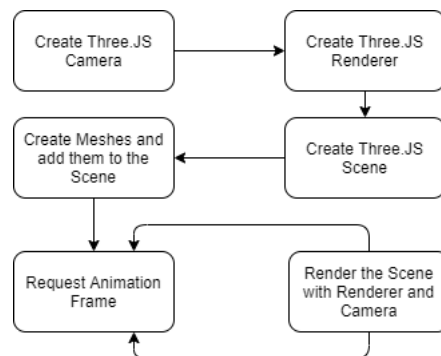 Create Three.JS
Camera
Create Three.JS
Renderer
Create Meshes and
add them to the
Scene
Create Three.JS
Scene
Request Animation
Frame
Render the Scene
with Renderer and
Camera